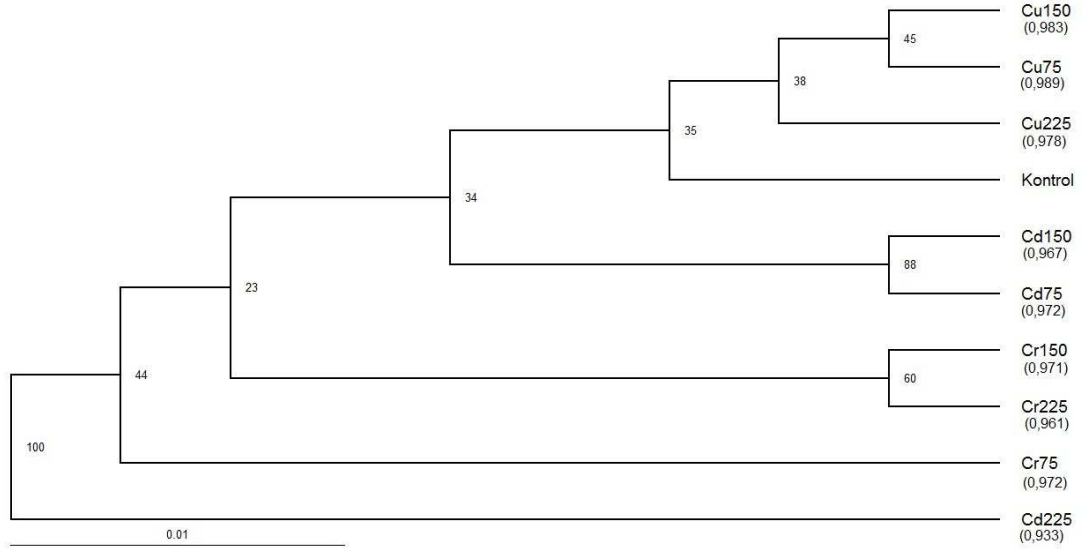 Cu150
(0,983)
45
Cu75
(0,989)
38
Cu225
(0,978)
35
Kontrol
34
Cd150
(0,967)
88
Cd75
(0,972)
23
Cr150
(0,971)
60
Cr225
(0,961)
44
Cr75
(0,972)
100
Cd225
(0,933)
0.01